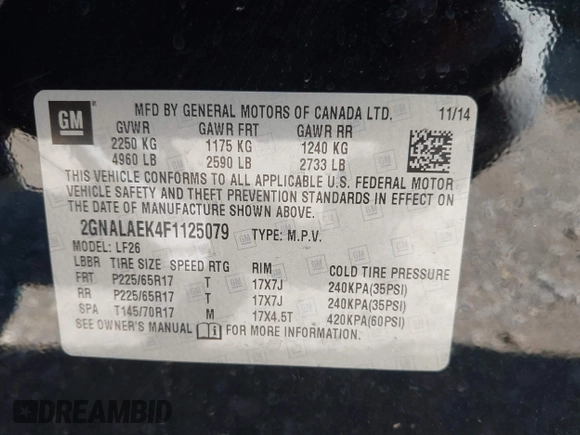 GM
MFD BY GENERAL MOTORS OF CANADA LTD. 11/14
GVWR GAWR FRT GAWR RR
2250 KG 1175 KG 1240 KG
4960 LB 2590 LB 2733 LB
THIS VEHICLE CONFORMS TO ALL APPLICABLE U.S. FEDERAL MOTOR
VEHICLE SAFETY AND THEFT PREVENTION STANDARDS IN EFFECT ON
THE DATE OF MANUFACTURE SHOWN ABOVE.
2GNALAEK4F1125079 TYPE: M.P.V.
MODEL: LF26
LBBR TIRE SIZE SPEED RTG RIM COLD TIRE PRESSURE
FRT P225/65R17 T 17X7J 240KPA(35PSI)
RR P225/65R17 T 17X7J 240KPA(35PSI)
SPA T145/70R17 M 17X4.5T 420KPA(60PSI)
SEE OWNER'S MANUAL FOR MORE INFORMATION.
DREAMBID